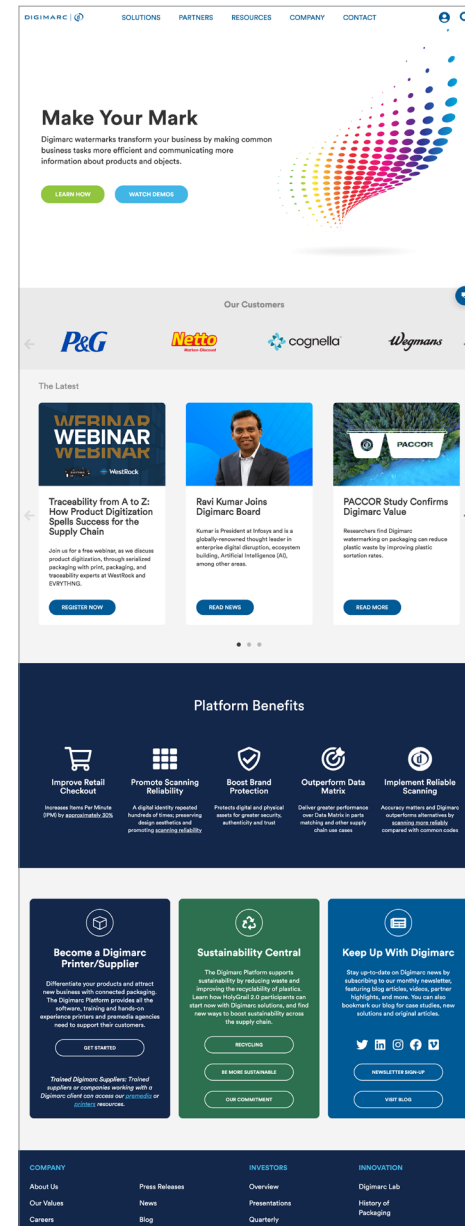 DIGIMARC
SOLUTIONS
PARTNERS
RESOURCES
COMPANY
CONTACT
Make Your Mark
Digimarc watermarks transform your business by making common
business tasks more efficient and communicating more
information about products and objects.
LEARN HOW
WATCH DEMOS
Our Customers
P&G
Netto
Marken-Discount
cognella
Wegmans
The Latest
WEBINAR
WEBINAR
WEBINAR
WestRock
Traceability from A to Z:
How Product Digitization
Spells Success for the
Supply Chain
Join us for a free webinar, as we discuss
product digitization, through serialized
packaging with print, packaging, and
traceability experts at WestRock and
EVRYTHNG.
REGISTER NOW
Ravi Kumar Joins
Digimarc Board
Kumar is President at Infosys and is a
globally-renowned thought leader in
enterprise digital disruption, ecosystem
building, Artificial Intelligence (AI),
among other areas.
READ NEWS
PACCOR
PACCOR Study Confirms
Digimarc Value
Researchers find Digimarc
watermarking on packaging can reduce
plastic waste by improving plastic
sortation rates.
READ MORE
Platform Benefits
Improve Retail
Checkout
Increases Items Per Minute
(IPM) by approximately 30%
Promote Scanning
Reliability
A digital identity repeated
hundreds of times; preserving
design aesthetics and
promoting scanning reliability
Boost Brand
Protection
Protects digital and physical
assets for greater security,
authenticity and trust
Outperform Data
Matrix
Deliver greater performance
over Data Matrix in parts
matching and other supply
chain use cases
Implement Reliable
Scanning
Accuracy matters and Digimarc
outperforms alternatives by
scanning more reliably
compared with common codes
Become a Digimarc
Printer/Supplier
Differentiate your products and attract
new business with connected packaging.
The Digimarc Platform provides all the
software, training and hands-on
experience printers and premedia agencies
need to support their customers.
GET STARTED
Trained Digimarc Suppliers: Trained
suppliers or companies working with a
Digimarc client can access our premedia or
printers resources.
Sustainability Central
The Digimarc Platform supports
sustainability by reducing waste and
improving the recyclability of plastics.
Learn how HolyGrail 2.0 participants can
start now with Digimarc solutions, and find
new ways to boost sustainability across
the supply chain.
RECYCLING
BE MORE SUSTAINABLE
OUR COMMITMENT
Keep Up With Digimarc
Stay up-to-date on Digimarc news by
subscribing to our monthly newsletter,
featuring blog articles, videos, partner
highlights, and more. You can also
bookmark our blog for case studies, new
solutions and original articles.
NEWSLETTER SIGN-UP
VISIT BLOG
COMPANY
About Us
Our Values
Careers
Press Releases
News
Blog
INVESTORS
Overview
Presentations
Quarterly
INNOVATION
Digimarc Lab
History of
Packaging